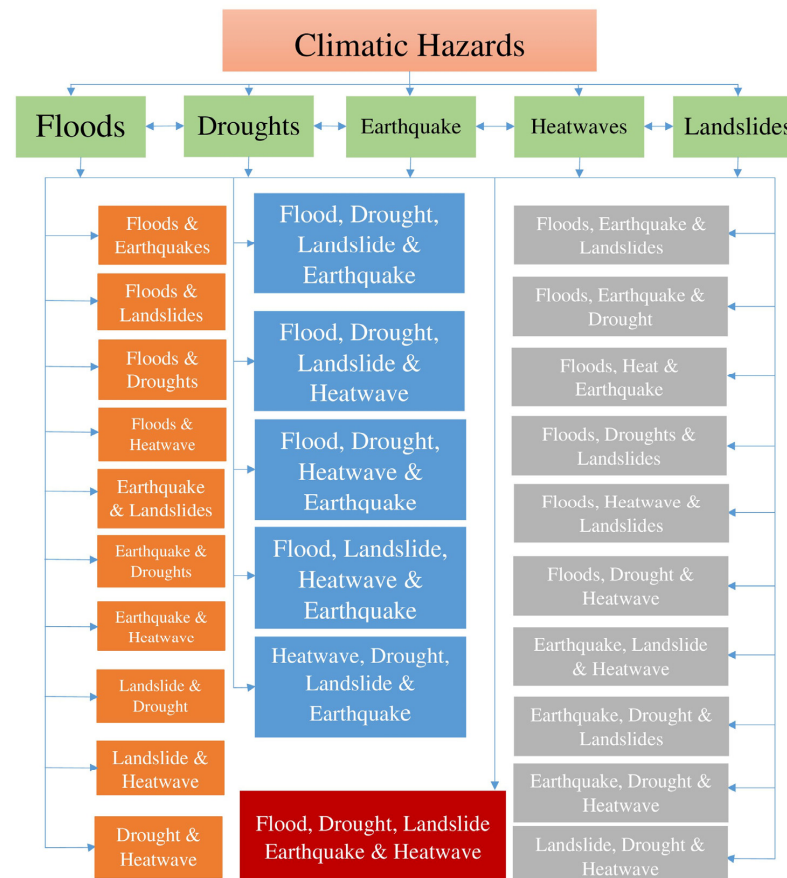 Climatic Hazards
Floods
Droughts
Earthquake
Heatwaves
Landslides
Floods &
Earthquakes
Floods &
Landslides
Floods &
Droughts
Floods &
Heatwave
Earthquake
& Landslides
Earthquake &
Droughts
Earthquake &
Heatwave
Landslide &
Drought
Landslide &
Heatwave
Drought &
Heatwave
Flood, Drought,
Landslide &
Earthquake
Flood, Drought,
Landslide &
Heatwave
Flood, Drought,
Heatwave &
Earthquake
Flood, Landslide,
Heatwave &
Earthquake
Heatwave, Drought,
Landslide &
Earthquake
Flood, Drought, Landslide
Earthquake & Heatwave
Floods, Earthquake &
Landslides
Floods, Earthquake &
Drought
Floods, Heat &
Earthquake
Floods, Droughts &
Landslides
Floods, Heatwave &
Landslides
Floods, Drought &
Heatwave
Earthquake, Landslide
& Heatwave
Earthquake, Drought &
Landslides
Earthquake, Drought &
Heatwave
Landslide, Drought &
Heatwave